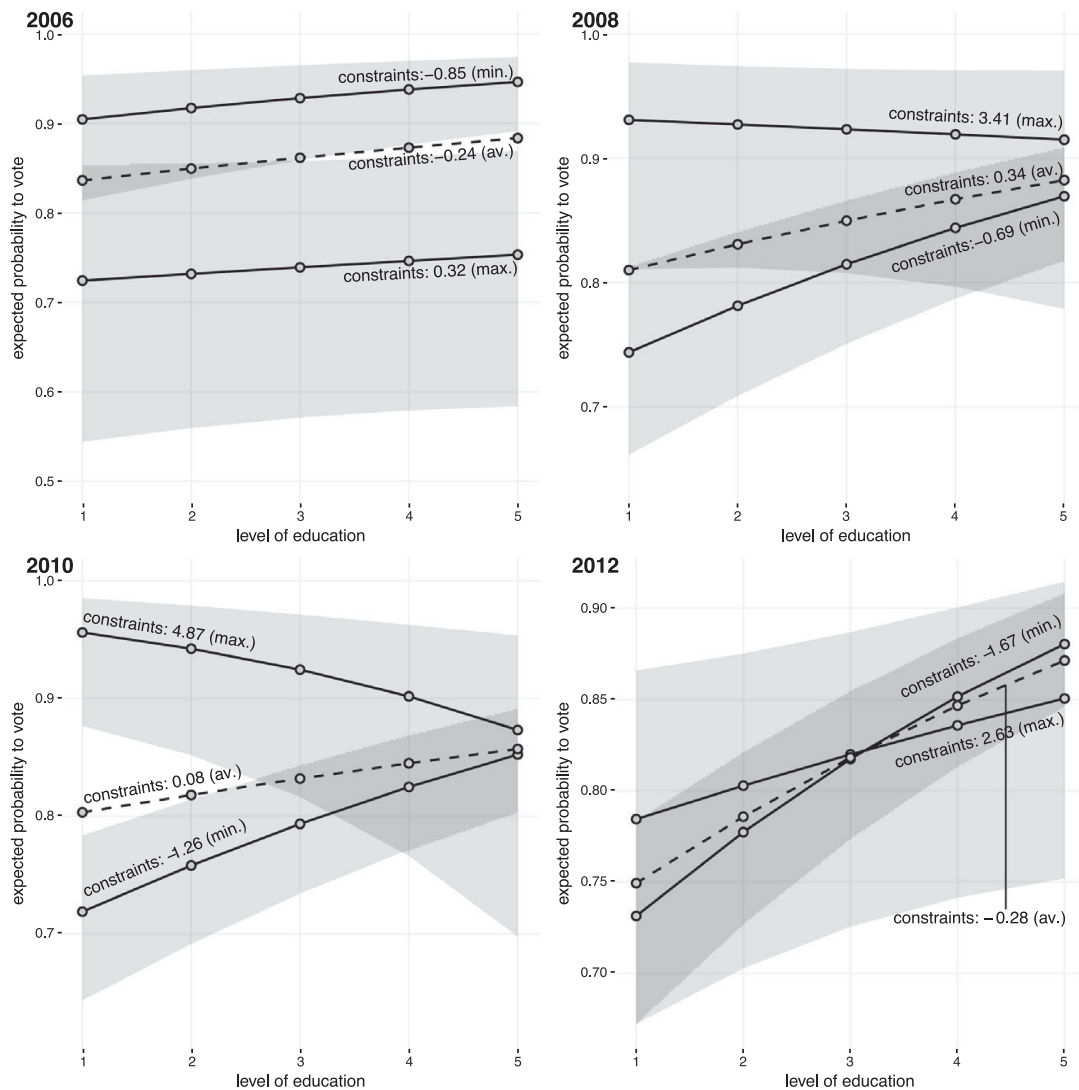 2006
1.0
0.9
0.8
0.7
0.6
0.5
expected probability to vote
constraints:−0.85 (min.)
constraints:−0.24 (av.)
constraints: 0.32 (max.)
1 2 3 4 5
level of education
2008
1.0
0.9
0.8
0.7
expected probability to vote
constraints: 3.41 (max.)
constraints: 0.34 (av.)
constraints:−0.69 (min.)
1 2 3 4 5
level of education
2010
1.0
0.9
0.8
0.7
expected probability to vote
constraints: 4.87 (max.)
constraints: 0.08 (av.)
constraints: −1.26 (min.)
1 2 3 4 5
level of education
2012
0.90
0.85
0.80
0.75
0.70
expected probability to vote
constraints: −1.67 (min.)
constraints: 2.63 (max.)
constraints: −0.28 (av.)
1 2 3 4 5
level of education